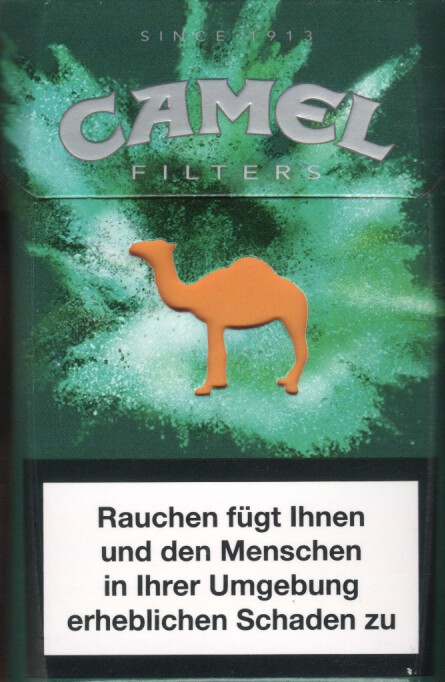 SINCE 1913
CAMEL
FILTERS
Rauchen fügt Ihnen
und den Menschen
in Ihrer Umgebung
erheblichen Schaden zu